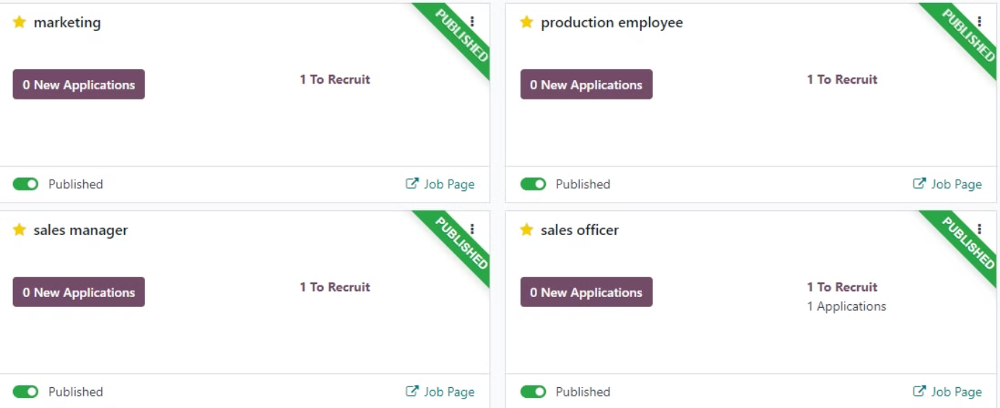 marketing
PUBLISHED
0 New Applications
1 To Recruit
Published
Job Page
production employee
PUBLISHED
0 New Applications
1 To Recruit
Published
Job Page
sales manager
PUBLISHED
0 New Applications
1 To Recruit
Published
Job Page
sales officer
PUBLISHED
0 New Applications
1 To Recruit
1 Applications
Published
Job Page